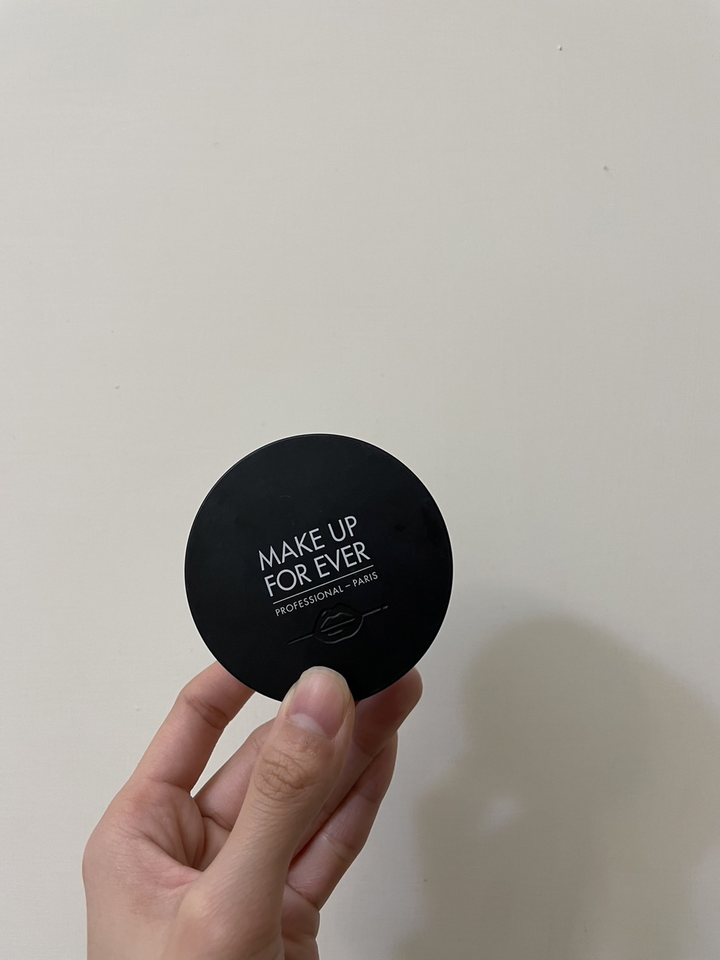 MAKE UP
FOR EVER
PROFESSIONAL – PARIS